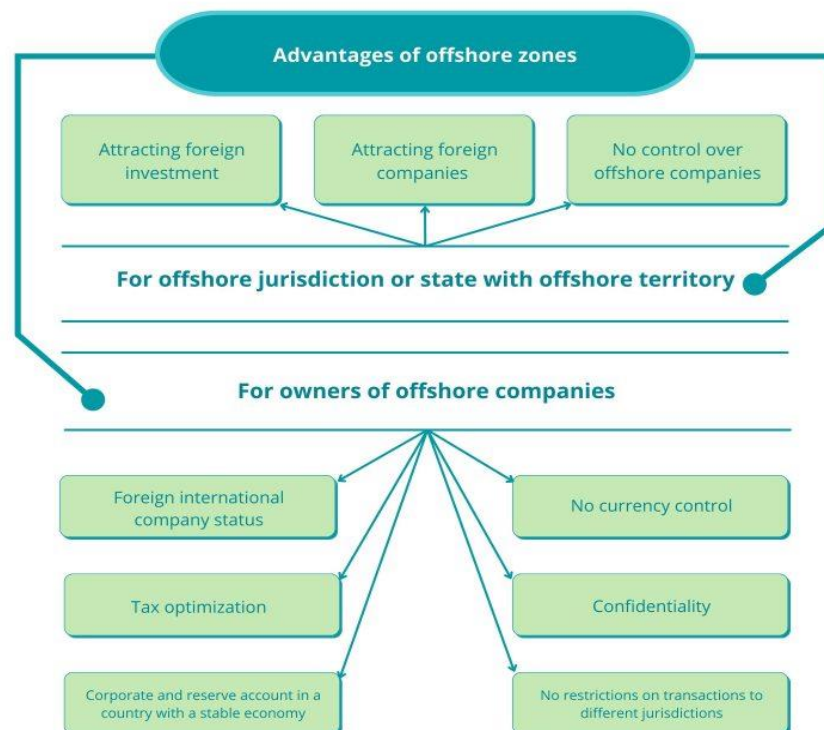 Advantages of offshore zones
Attracting foreign
investment
Attracting foreign
companies
No control over
offshore companies
For offshore jurisdiction or state with offshore territory
For owners of offshore companies
Foreign international
company status
No currency control
Tax optimization
Confidentiality
Corporate and reserve account in a
country with a stable economy
No restrictions on transactions to
different jurisdictions